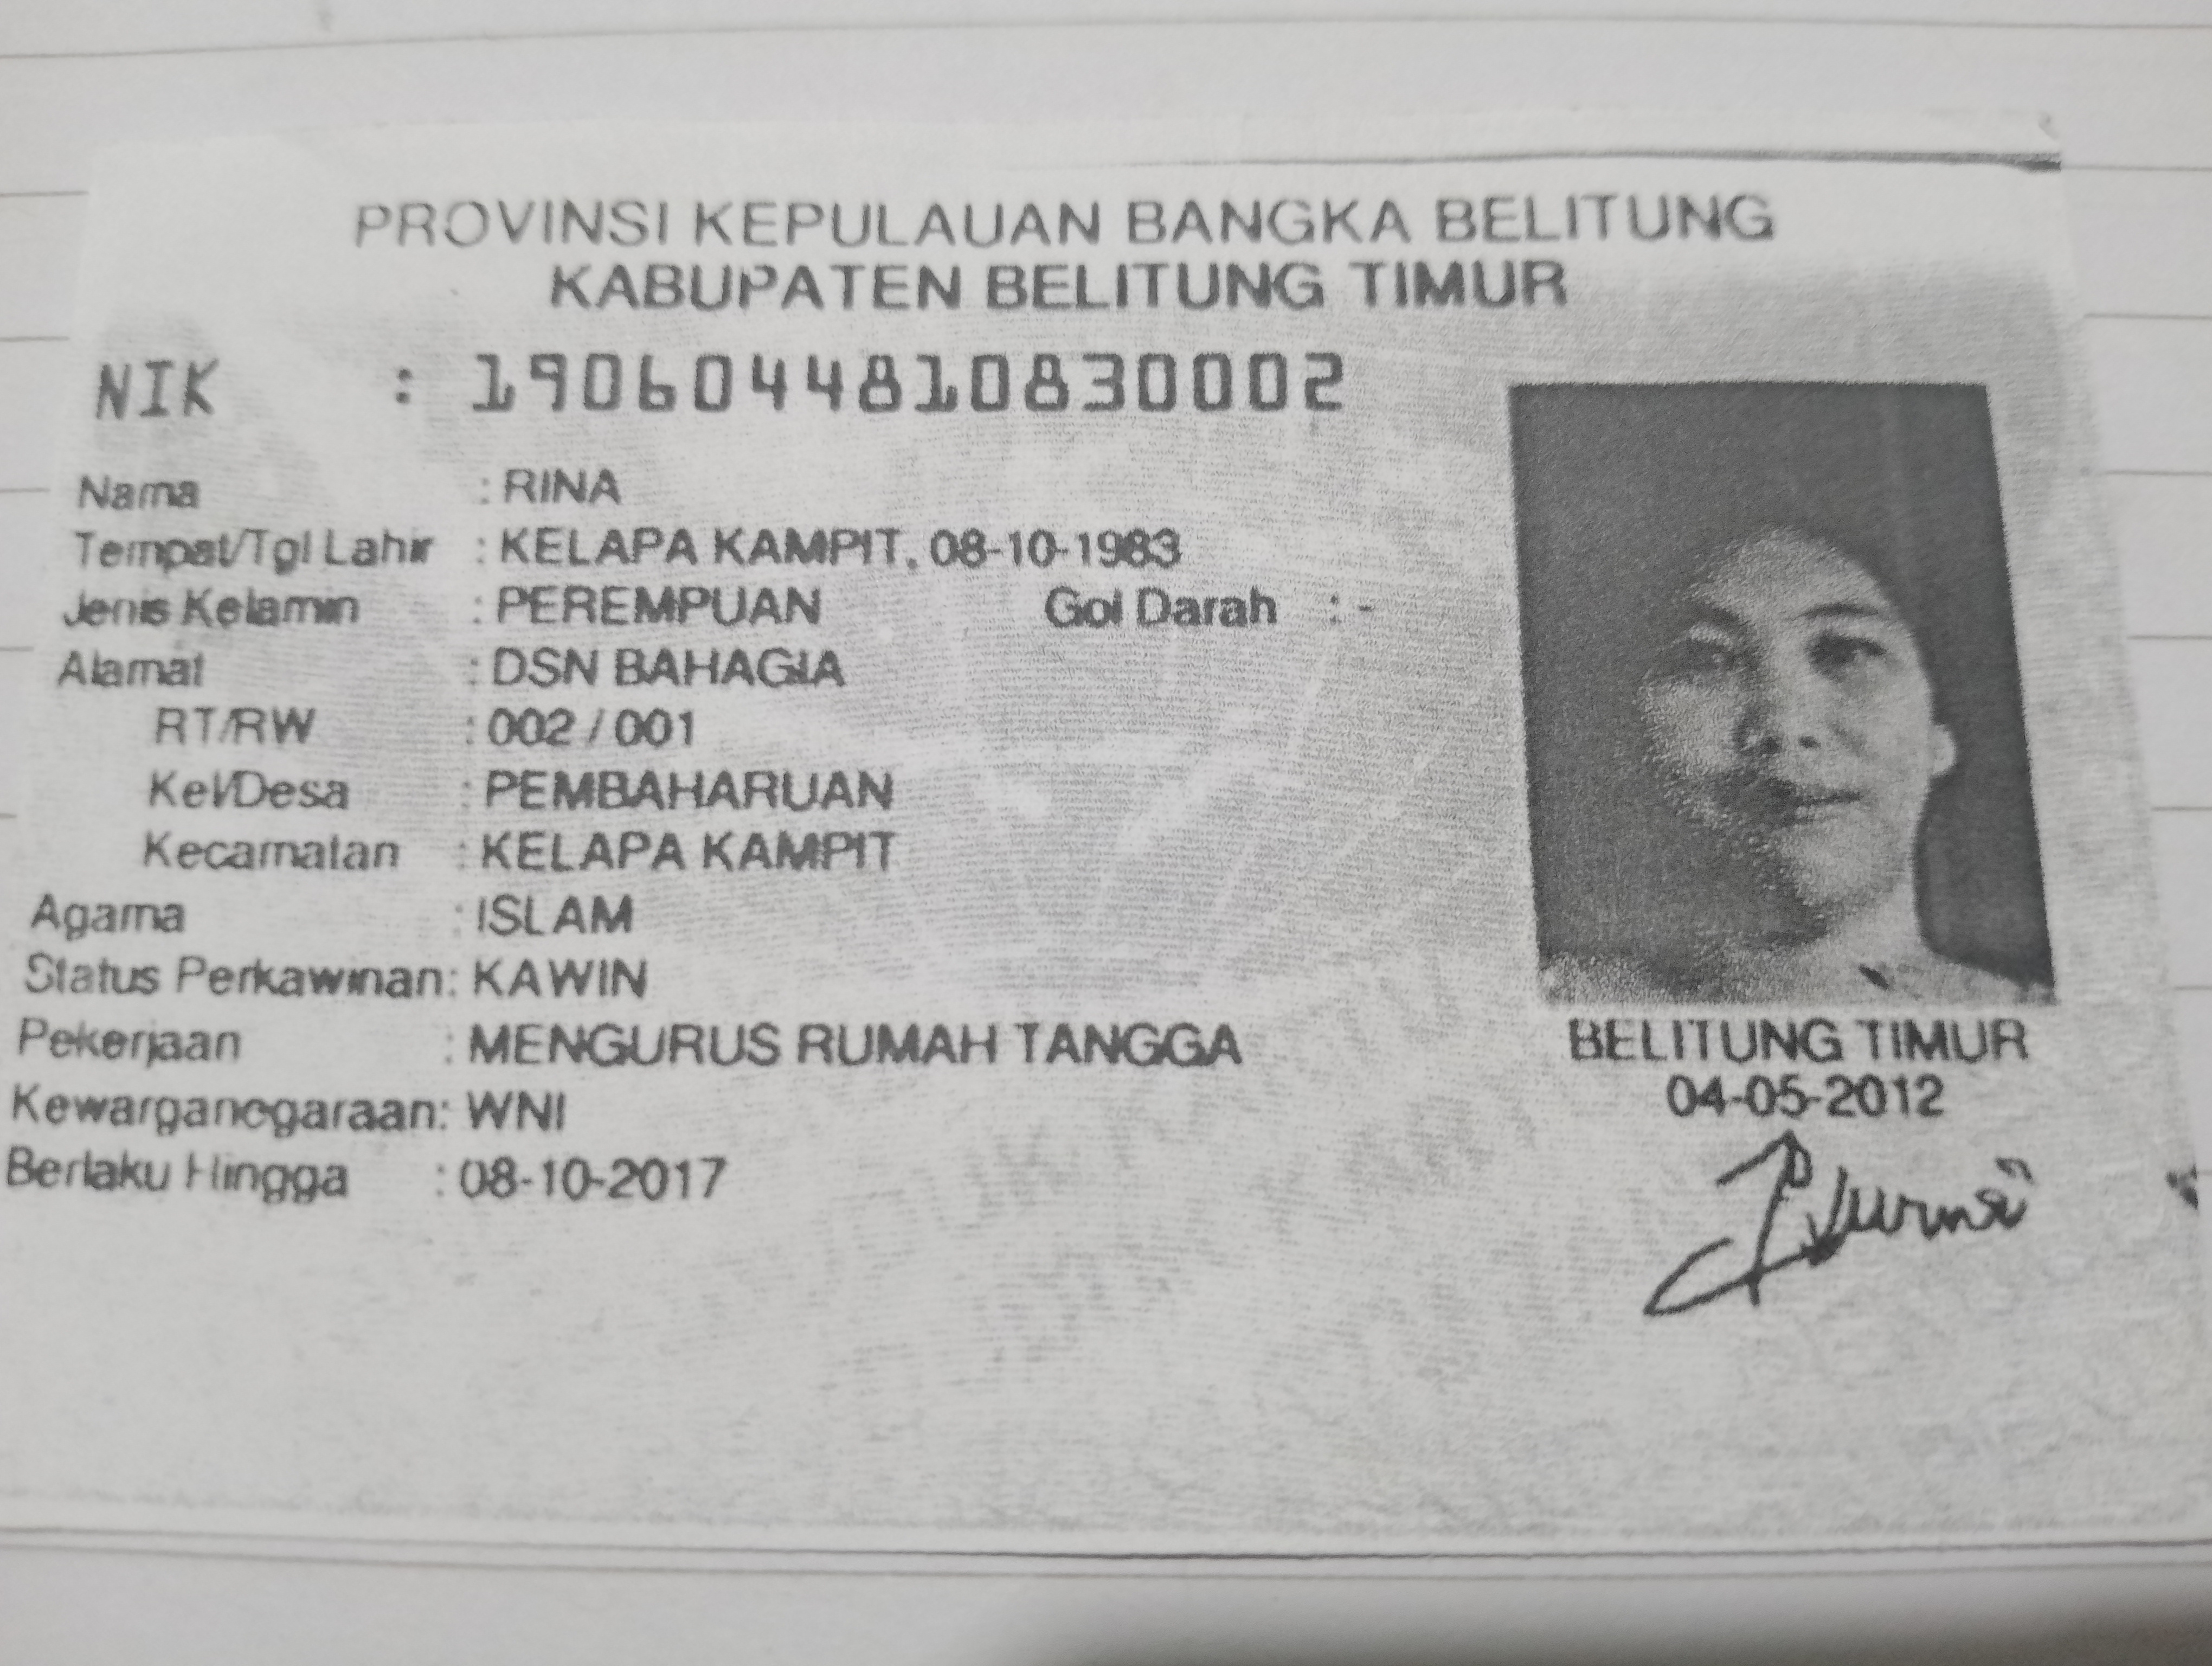 PROVINSI KEPULAUAN BANGKA BELITUNG
KABUPATEN BELITUNG TIMUR
NIK : 1906044810830002
Nama : RINA
Tempat/Tgl Lahir : KELAPA KAMPIT, 08-10-1983
Jenis Kelamin : PEREMPUAN Gol Darah : -
Alamat : DSN BAHAGIA
RT/RW : 002 / 001
Kel/Desa : PEMBAHARUAN
Kecamatan : KELAPA KAMPIT
Agama : ISLAM
Status Perkawinan: KAWIN
Pekerjaan : MENGURUS RUMAH TANGGA
Kewarganegaraan: WNI
Berlaku Hingga : 08-10-2017
BELITUNG TIMUR
04-05-2012